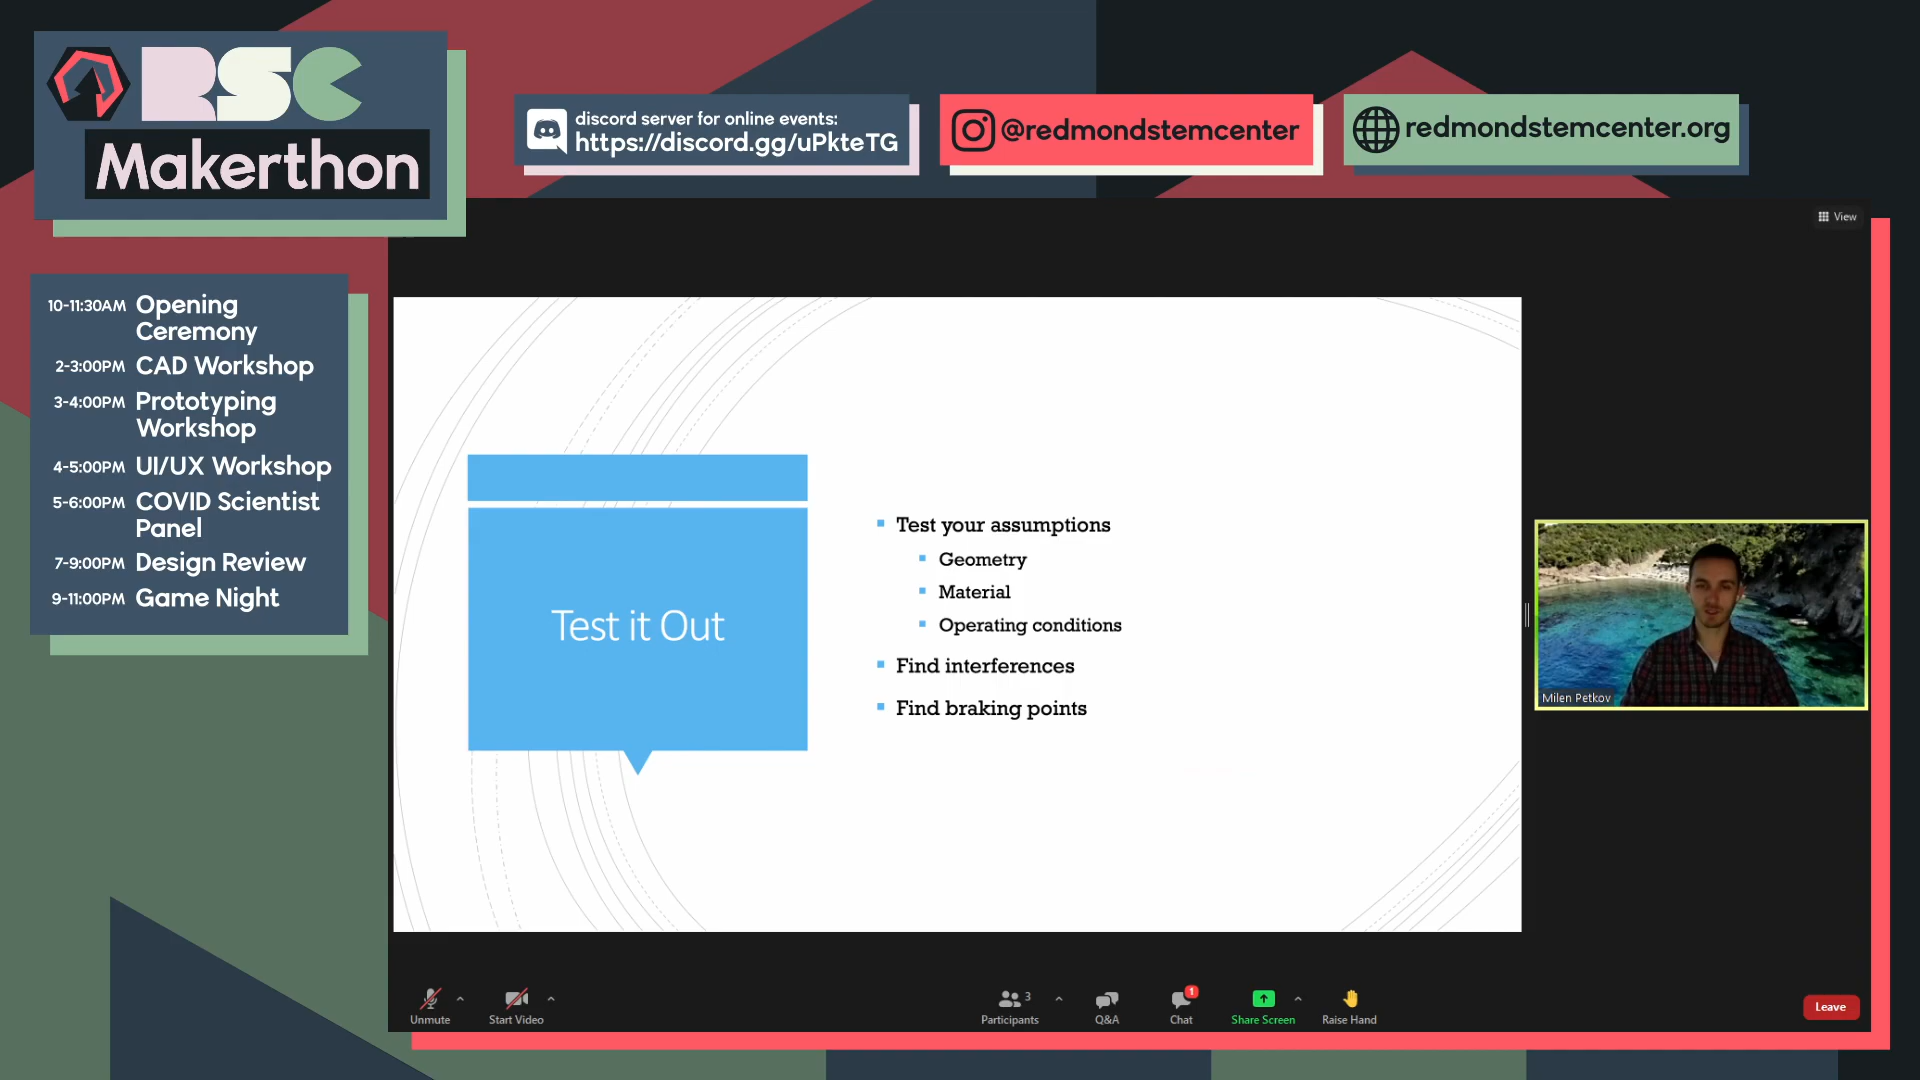 RSC
Makerthon
discord server for online events:
https://discord.gg/uPkteTG
@redmondstemcenter
redmondstemcenter.org
View
10-11:30AM Opening
Ceremony
2-3:00PM CAD Workshop
3-4:00PM Prototyping
Workshop
4-5:00PM UI/UX Workshop
5-6:00PM COVID Scientist
Panel
7-9:00PM Design Review
9-11:00PM Game Night
Test it Out
Test your assumptions
Geometry
Material
Operating conditions
Find interferences
Find braking points
Milen Petkov
Unmute
Start Video
3
Participants
Q&A
1
Chat
Share Screen
Raise Hand
Leave